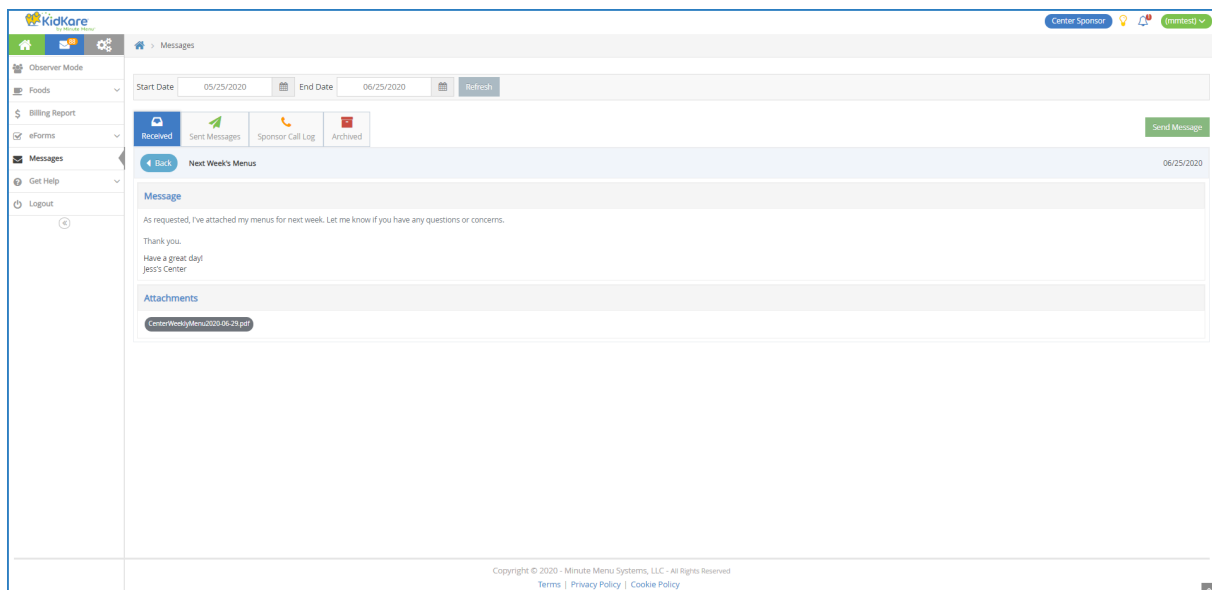 KidKare
by Minute Menu
Center Sponsor
(mmtest)
Messages
Observer Mode
Foods
Billing Report
eForms
Messages
Get Help
Logout
Start Date 05/25/2020 End Date 06/25/2020 Refresh
Received Sent Messages Sponsor Call Log Archived
Send Message
Back Next Week's Menus 06/25/2020
Message
As requested, I've attached my menus for next week. Let me know if you have any questions or concerns.
Thank you.
Have a great day!
Jess's Center
Attachments
CenterWeeklyMenu2020-06-29.pdf
Copyright © 2020 - Minute Menu Systems, LLC - All Rights Reserved
Terms | Privacy Policy | Cookie Policy